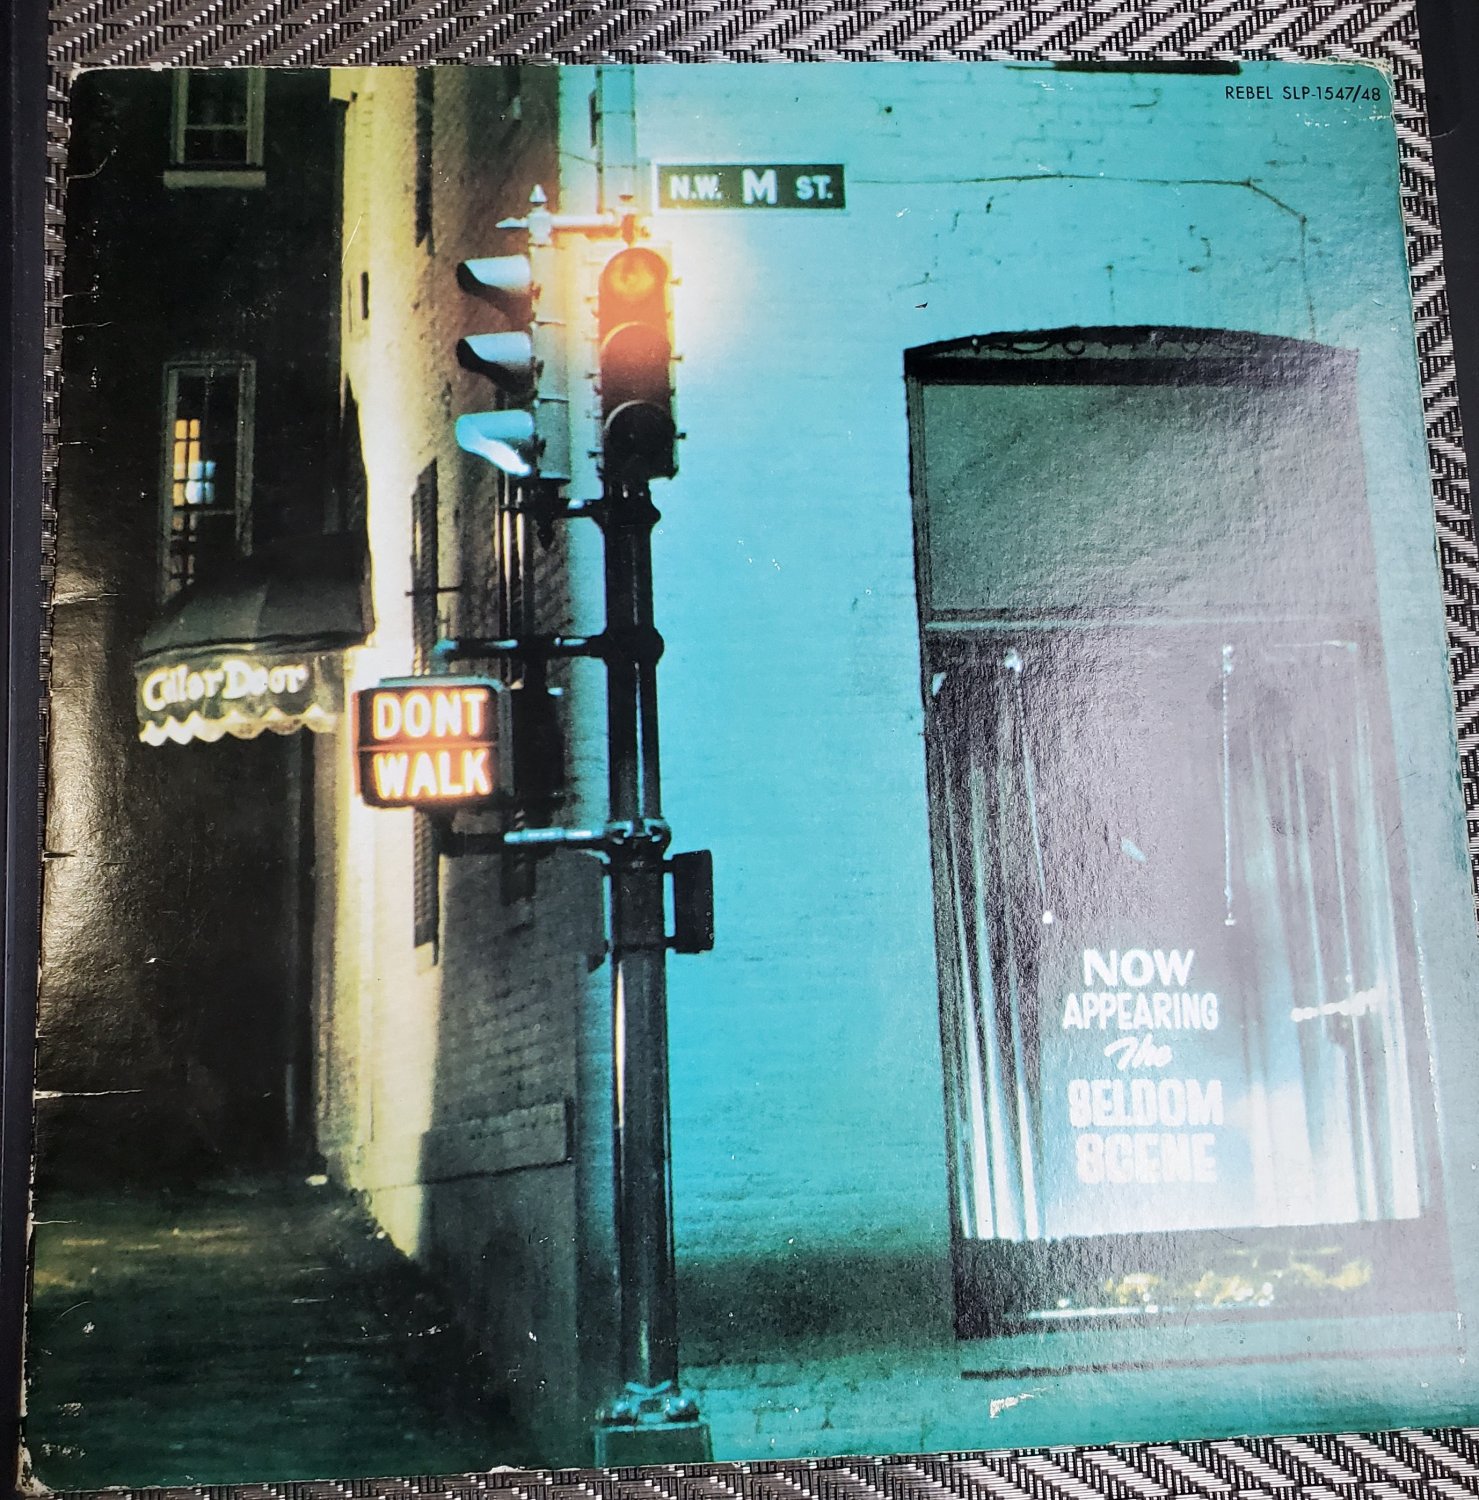 REBEL SLP-1547/48
N.W. M ST.
Cellar Door
DONT
WALK
NOW
APPEARING
The
SELDOM
SCENE